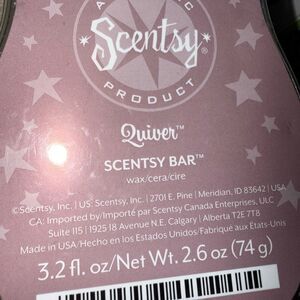 Scentsy®
PRODUCT
Quiver™
SCENTSY BAR™
wax/cera/cire
©Scentsy, Inc. | US: Scentsy, Inc. | 2701 E. Pine | Meridian, ID 83642 | USA
CA: Imported by/Importé par Scentsy Canada Enterprises, ULC
Suite 115 | 1925 18 Avenue N.E. Calgary | Alberta T2E 7T8
Made in USA/Hecho en los Estados Unidos/Fabriqué aux Etats-Unis
3.2 fl. oz/Net Wt. 2.6 oz (74 g)